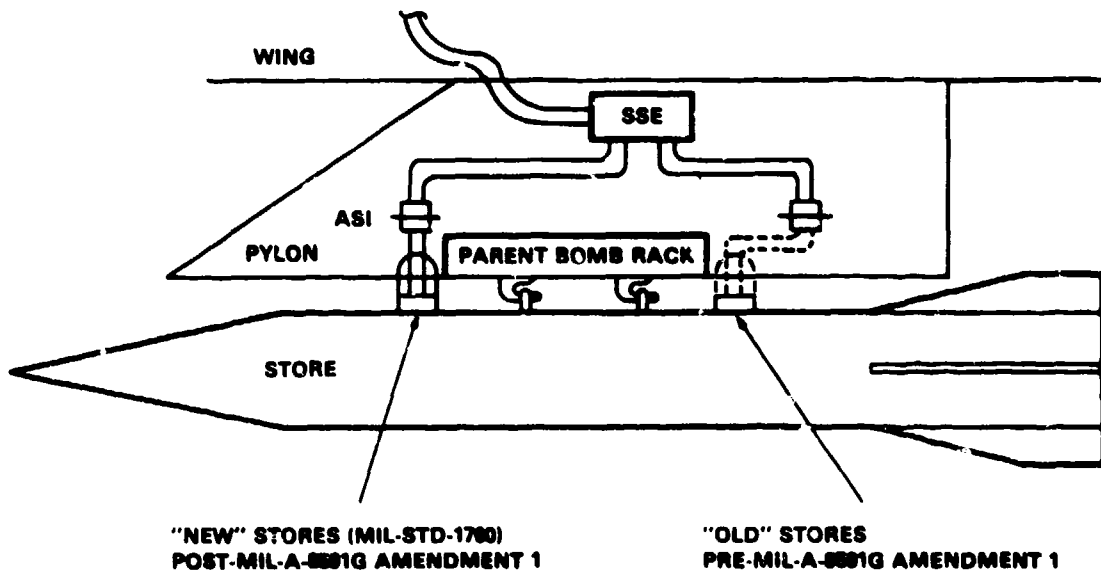 WING
SSE
ASI
PYLON
PARENT BOMB RACK
STORE
"NEW" STORES (MIL-STD-1760)
POST-MIL-A-8591G AMENDMENT 1
"OLD" STORES
PRE-MIL-A-8591G AMENDMENT 1